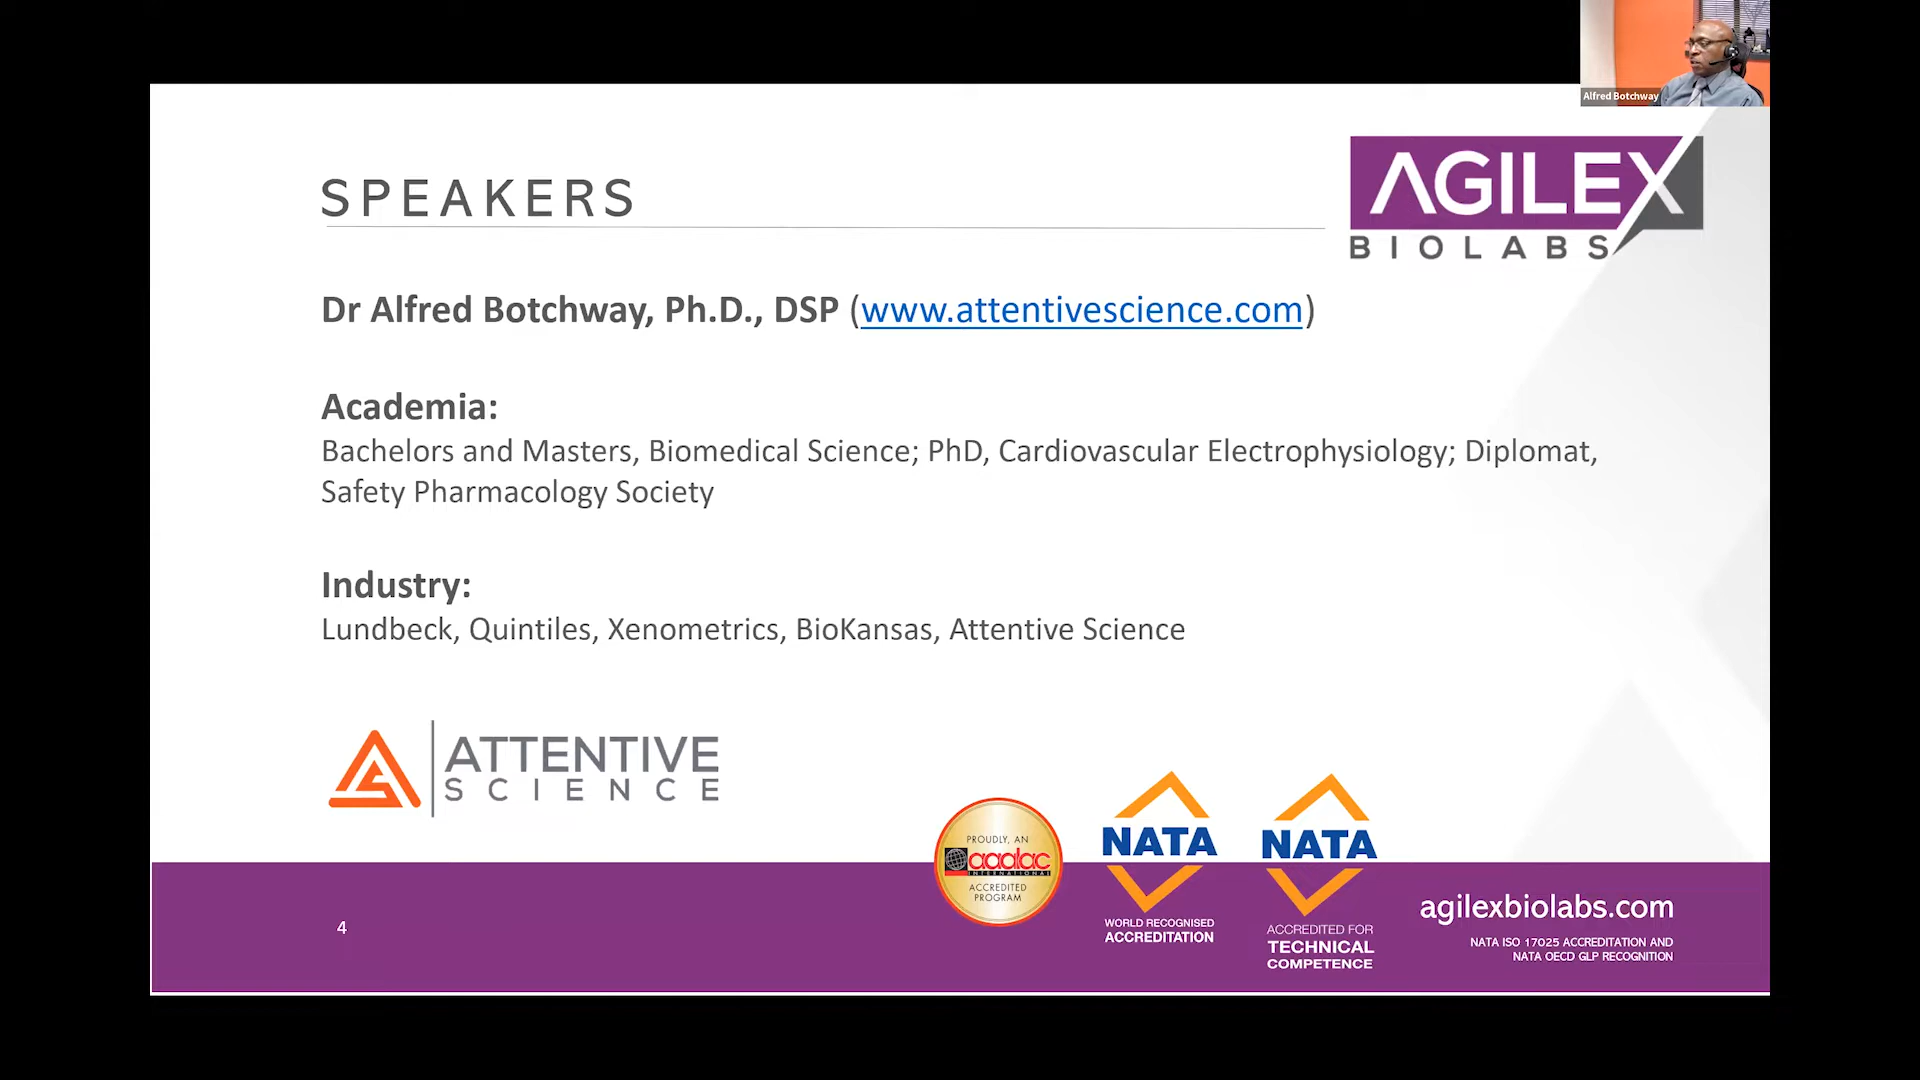 Alfred Botchway
AGILEX
BIOLABS
SPEAKERS
Dr Alfred Botchway, Ph.D., DSP (www.attentivescience.com)
Academia:
Bachelors and Masters, Biomedical Science; PhD, Cardiovascular Electrophysiology; Diplomat,
Safety Pharmacology Society
Industry:
Lundbeck, Quintiles, Xenometrics, BioKansas, Attentive Science
ATTENTIVE
SCIENCE
PROUDLY, AN
aaalac
INTERNATIONAL
ACCREDITED
PROGRAM
NATA
WORLD RECOGNISED
ACCREDITATION
NATA
ACCREDITED FOR
TECHNICAL
COMPETENCE
agilexbiolabs.com
NATA ISO 17025 ACCREDITATION AND
NATA OECD GLP RECOGNITION
4